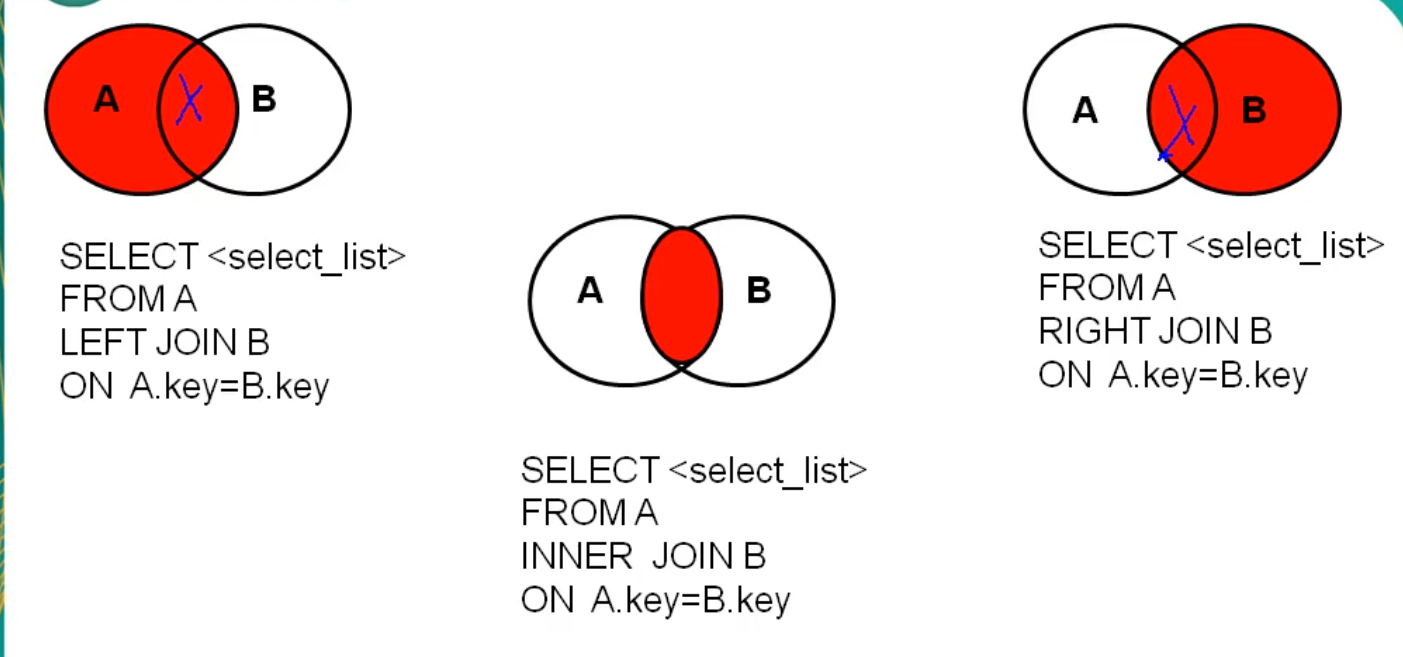 A B
SELECT <select_list>
FROM A
LEFT JOIN B
ON A.key=B.key
A B
SELECT <select_list>
FROM A
INNER JOIN B
ON A.key=B.key
A B
SELECT <select_list>
FROM A
RIGHT JOIN B
ON A.key=B.key